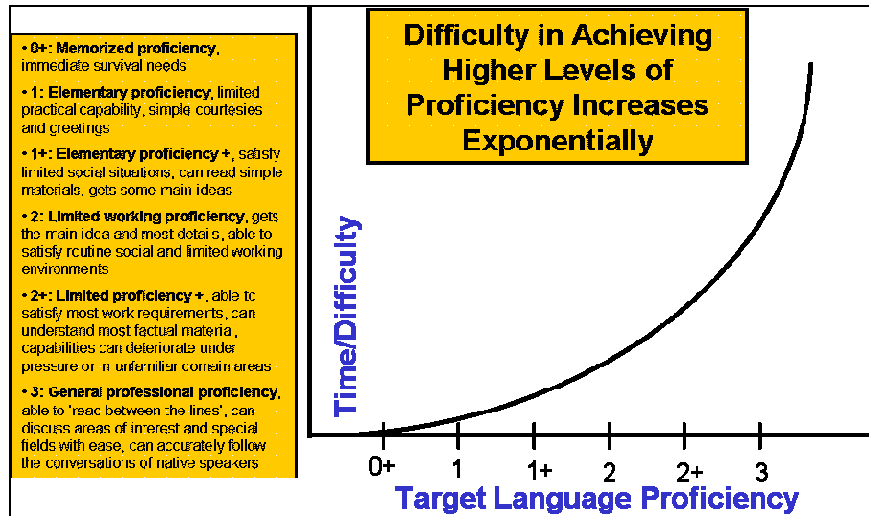 • 0+: Memorized proficiency,
immediate survival needs
• 1: Elementary proficiency, limited
practical capability, simple courtesies
and greetings
• 1+: Elementary proficiency +, satisfy
limited social situations, can read simple
materials, gets some main ideas
• 2: Limited working proficiency, gets
the main idea and most details, able to
satisfy routine social and limited working
environments
• 2+: Limited proficiency +, able to
satisfy most work requirements, can
understand most factual material,
capabilities can deteriorate under
pressure or in unfamiliar domain areas
• 3: General professional proficiency,
able to 'read between the lines', can
discuss areas of interest and special
fields with ease, can accurately follow
the conversations of native speakers
Difficulty in Achieving
Higher Levels of
Proficiency Increases
Exponentially
Time/Difficulty
0+ 1 1+ 2 2+ 3
Target Language Proficiency